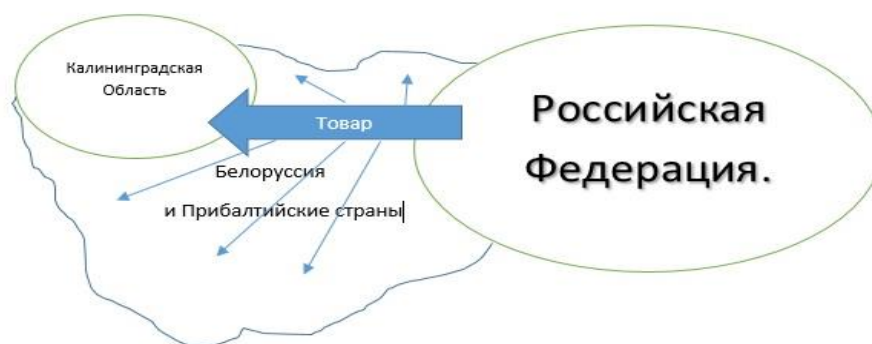 Калининградская
Область
Российская
Федерация.
Товар
Белоруссия
и Прибалтийские страны